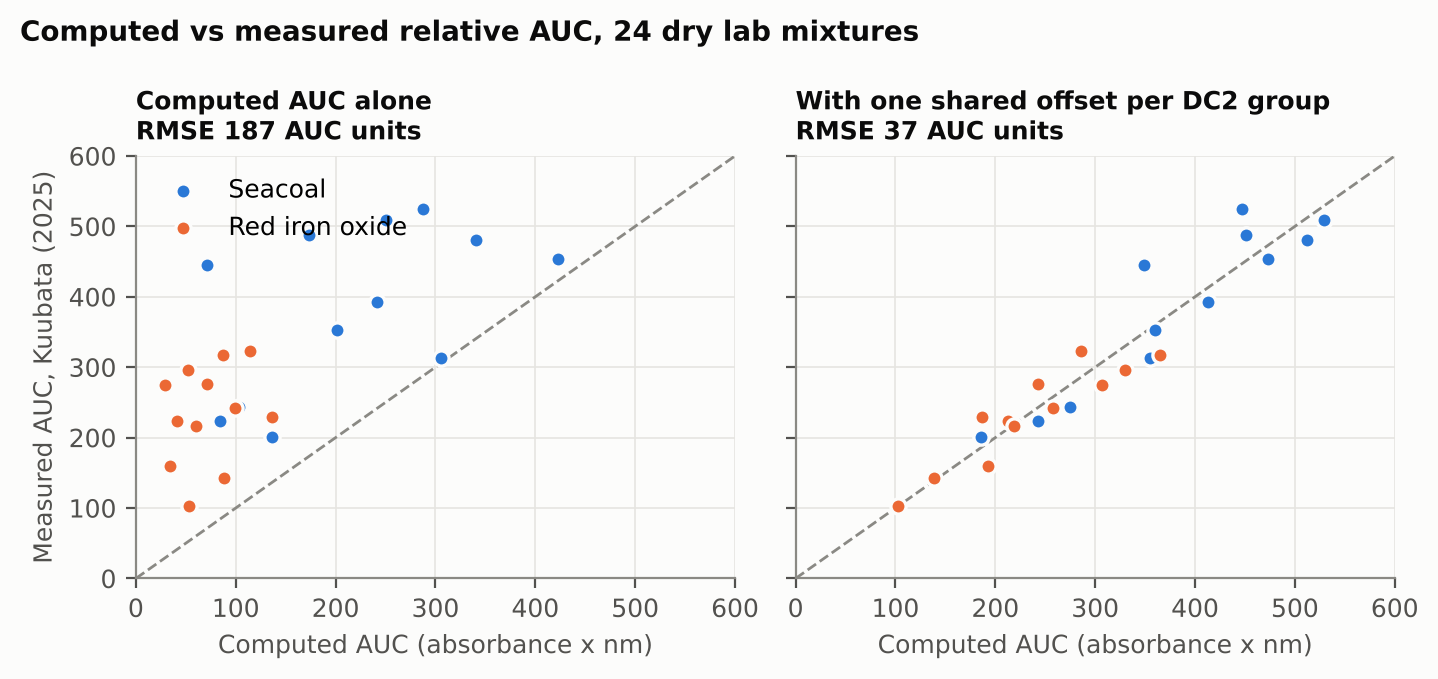 Computed vs measured relative AUC, 24 dry lab mixtures
Computed AUC alone
RMSE 187 AUC units
With one shared offset per DC2 group
RMSE 37 AUC units
Measured AUC, Kuubata (2025)
600
500
400
300
200
100
0
Seacoal
Red iron oxide
0 100 200 300 400 500 600
Computed AUC (absorbance x nm)
0 100 200 300 400 500 600
Computed AUC (absorbance x nm)